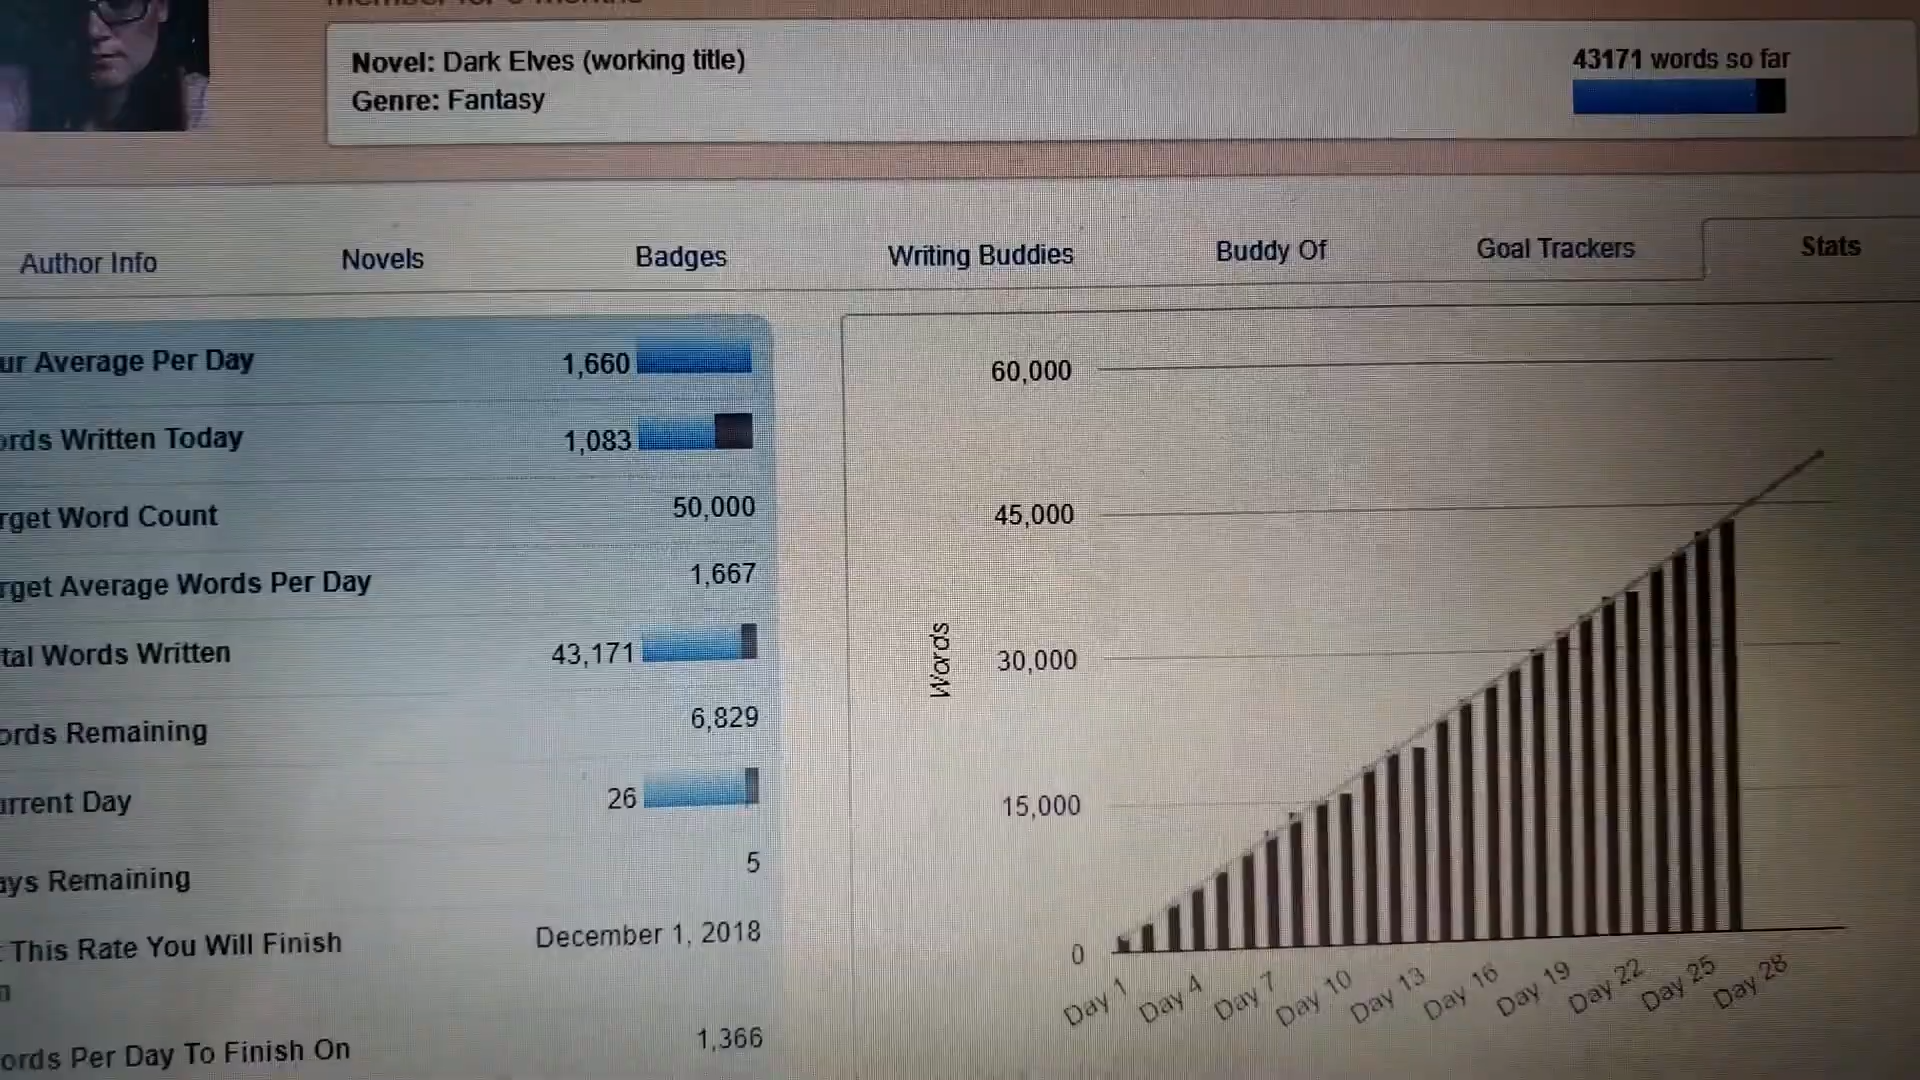 Novel: Dark Elves (working title)
Genre: Fantasy
43171 words so far
Author Info
Novels
Badges
Writing Buddies
Buddy Of
Goal Trackers
Stats
ur Average Per Day
1,660
ords Written Today
1,083
rget Word Count
50,000
rget Average Words Per Day
1,667
tal Words Written
43,171
ords Remaining
6,829
urrent Day
26
ays Remaining
5
This Rate You Will Finish
December 1, 2018
ords Per Day To Finish On
1,366
60,000
45,000
30,000
15,000
0
Words
Day 1
Day 4
Day 7
Day 10
Day 13
Day 16
Day 19
Day 22
Day 25
Day 28